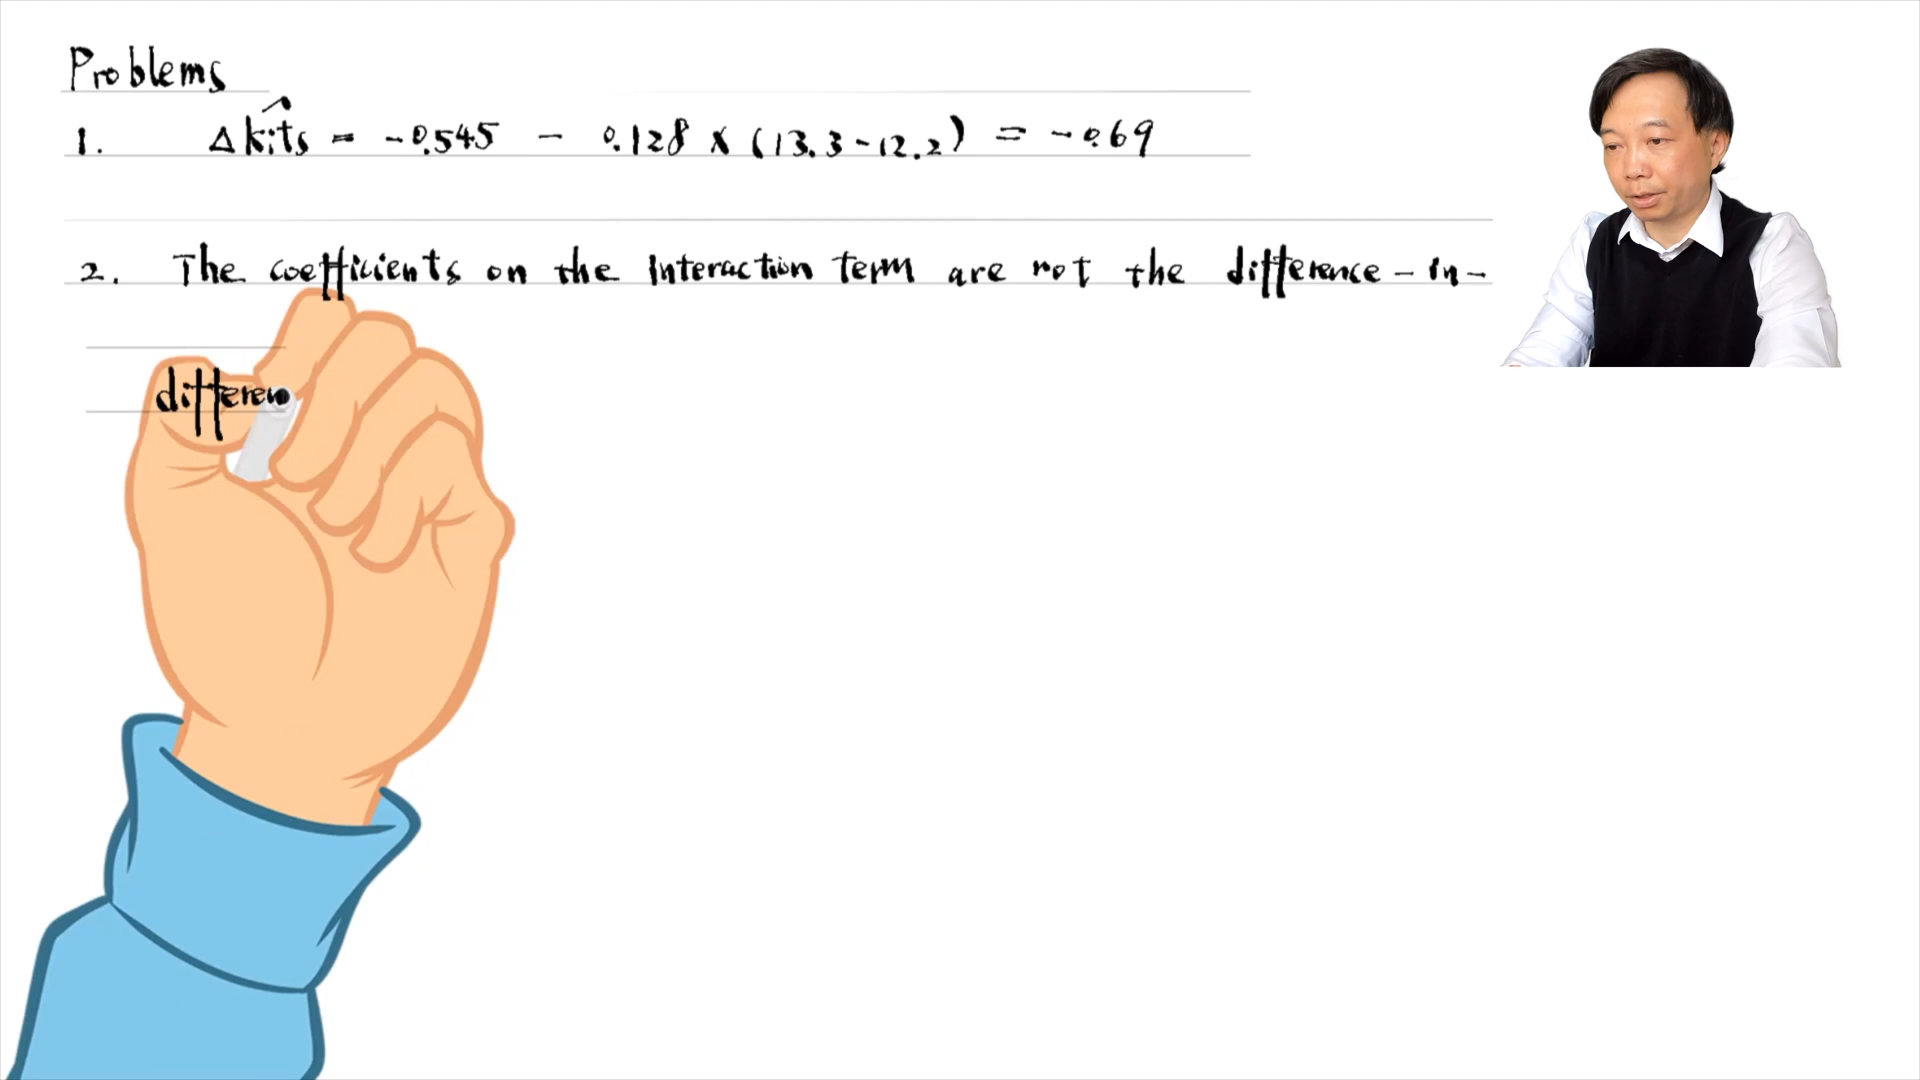 Problems
1. Δkîts = -0.545 - 0.128 x (13.3-12.2) = -0.69
2. The coefficients on the Interaction term are not the difference-in-
differen